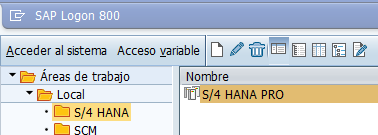 SAP Logon 800
Acceder al sistema Acceso variable
Áreas de trabajo
Local
S/4 HANA
SCM
Nombre
S/4 HANA PRO